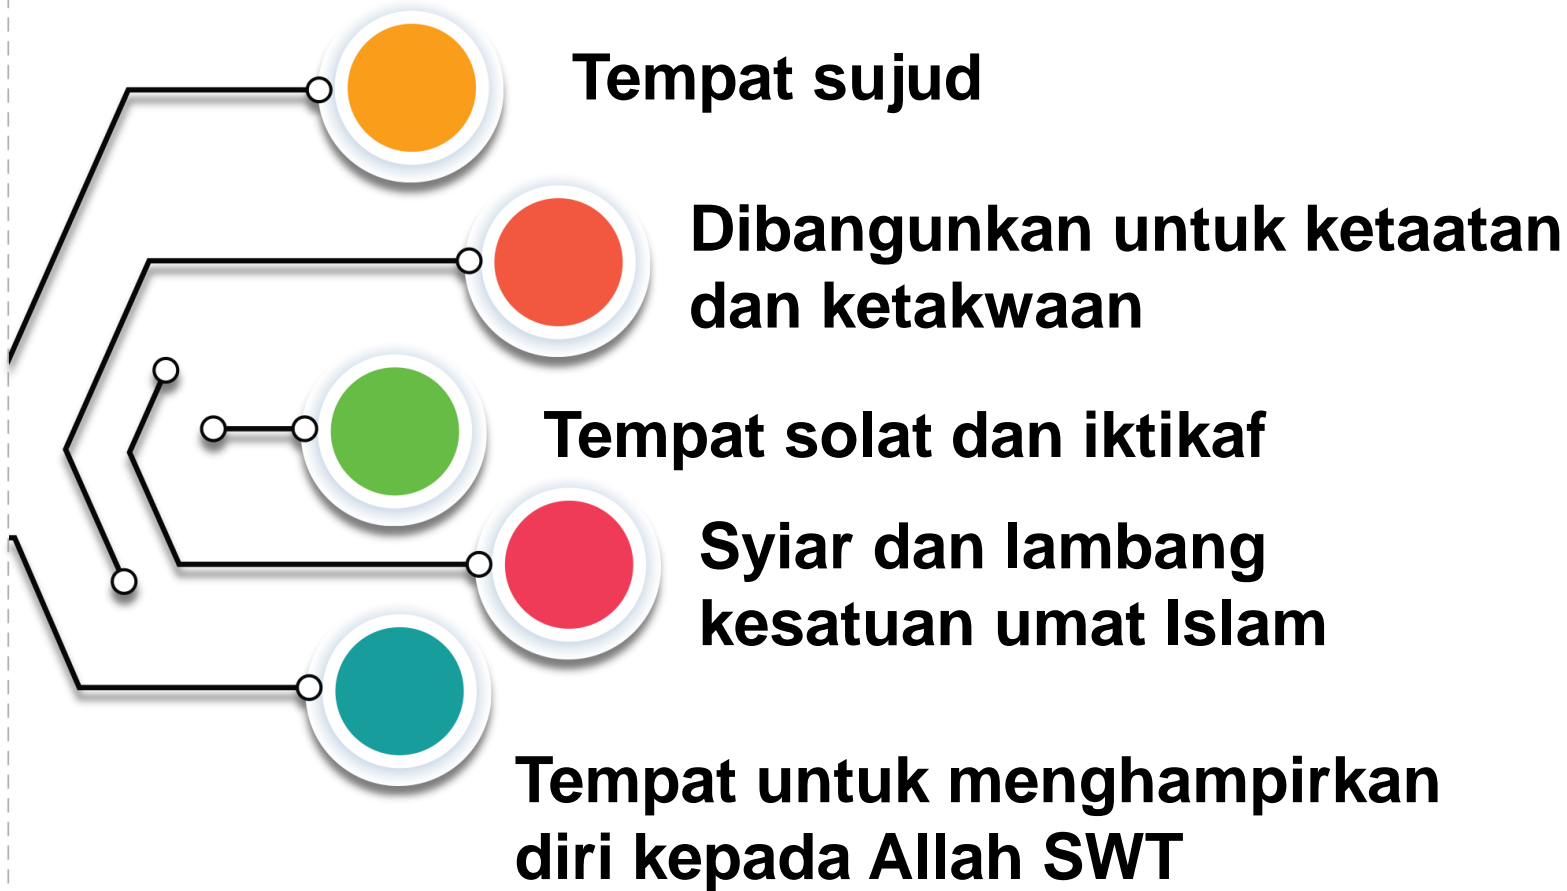 Tempat sujud
Dibangunkan untuk ketaatan
dan ketakwaan
Tempat solat dan iktikaf
Syiar dan lambang
kesatuan umat Islam
Tempat untuk menghampirkan
diri kepada Allah SWT